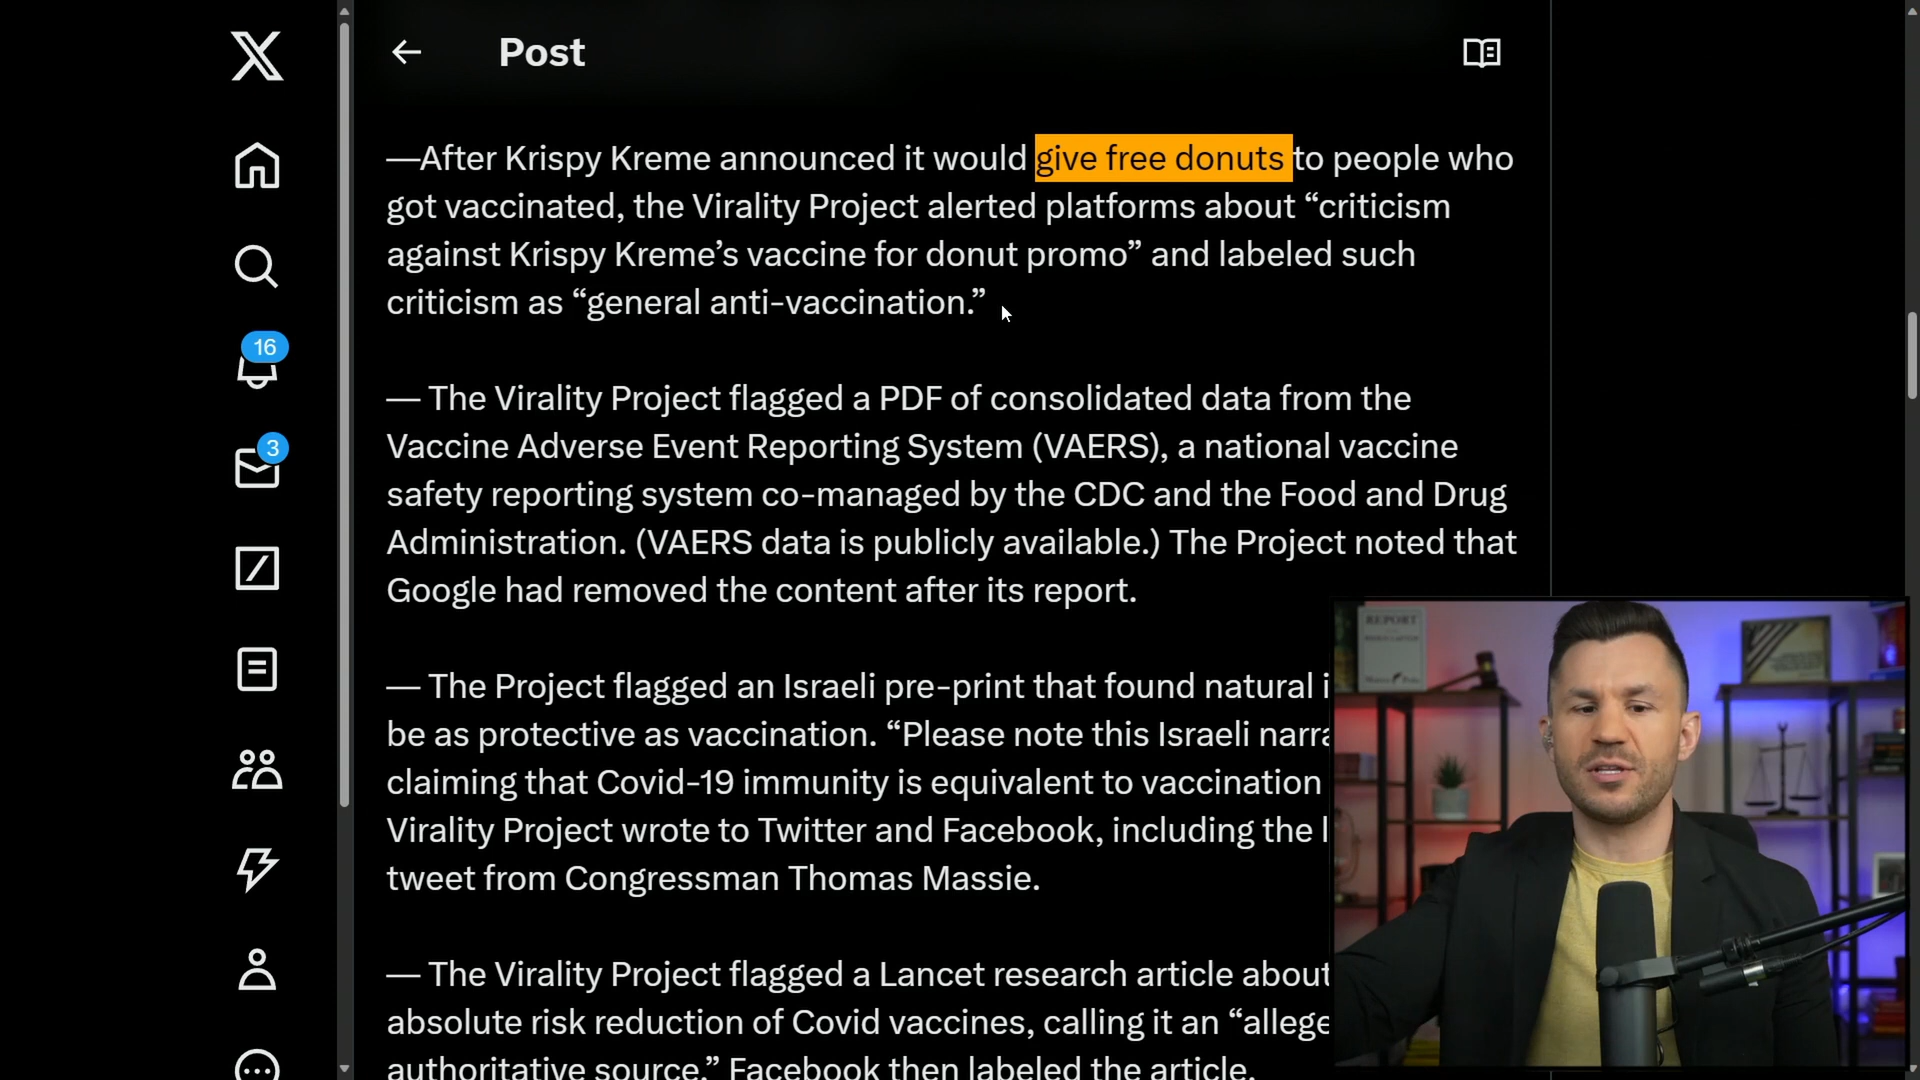 Post
—After Krispy Kreme announced it would give free donuts to people who
got vaccinated, the Virality Project alerted platforms about “criticism
against Krispy Kreme’s vaccine for donut promo” and labeled such
criticism as “general anti-vaccination.”
16
— The Virality Project flagged a PDF of consolidated data from the
3
Vaccine Adverse Event Reporting System (VAERS), a national vaccine
safety reporting system co-managed by the CDC and the Food and Drug
Administration. (VAERS data is publicly available.) The Project noted that
Google had removed the content after its report.
— The Project flagged an Israeli pre-print that found natural
be as protective as vaccination. “Please note this Israeli
claiming that Covid-19 immunity is equivalent to vaccination
Virality Project wrote to Twitter and Facebook, including the
tweet from Congressman Thomas Massie.
— The Virality Project flagged a Lancet research article about
absolute risk reduction of Covid vaccines, calling it an
authoritative source.” Facebook then labeled the article.
REPORT